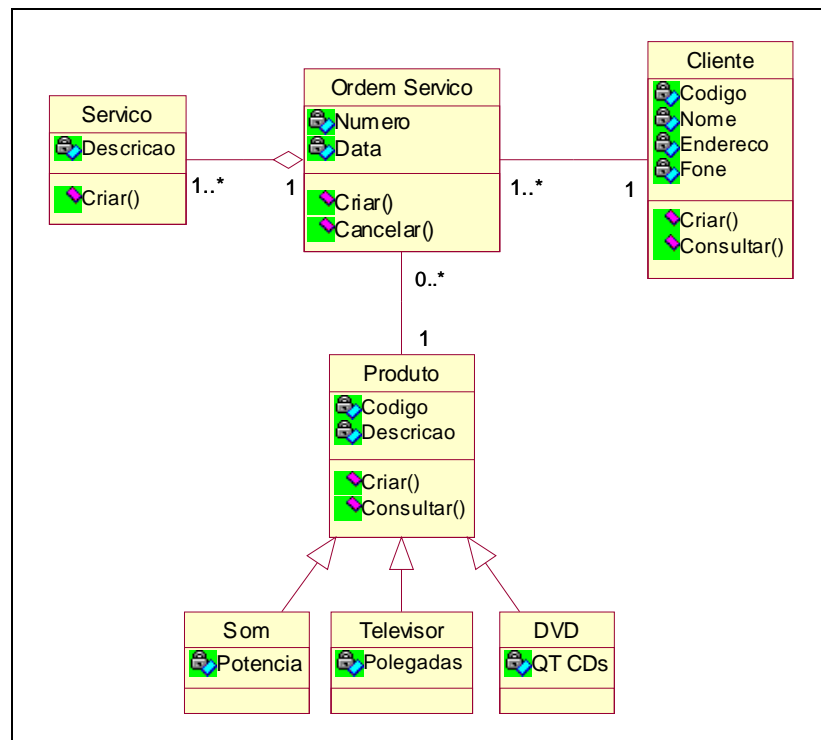 Servico
Descricao
Criar()
1..*
1
Ordem Servico
Numero
Data
Criar()
Cancelar()
1..*
1
Cliente
Codigo
Nome
Endereco
Fone
Criar()
Consultar()
0..*
1
Produto
Codigo
Descricao
Criar()
Consultar()
Som
Potencia
Televisor
Polegadas
DVD
QT CDs